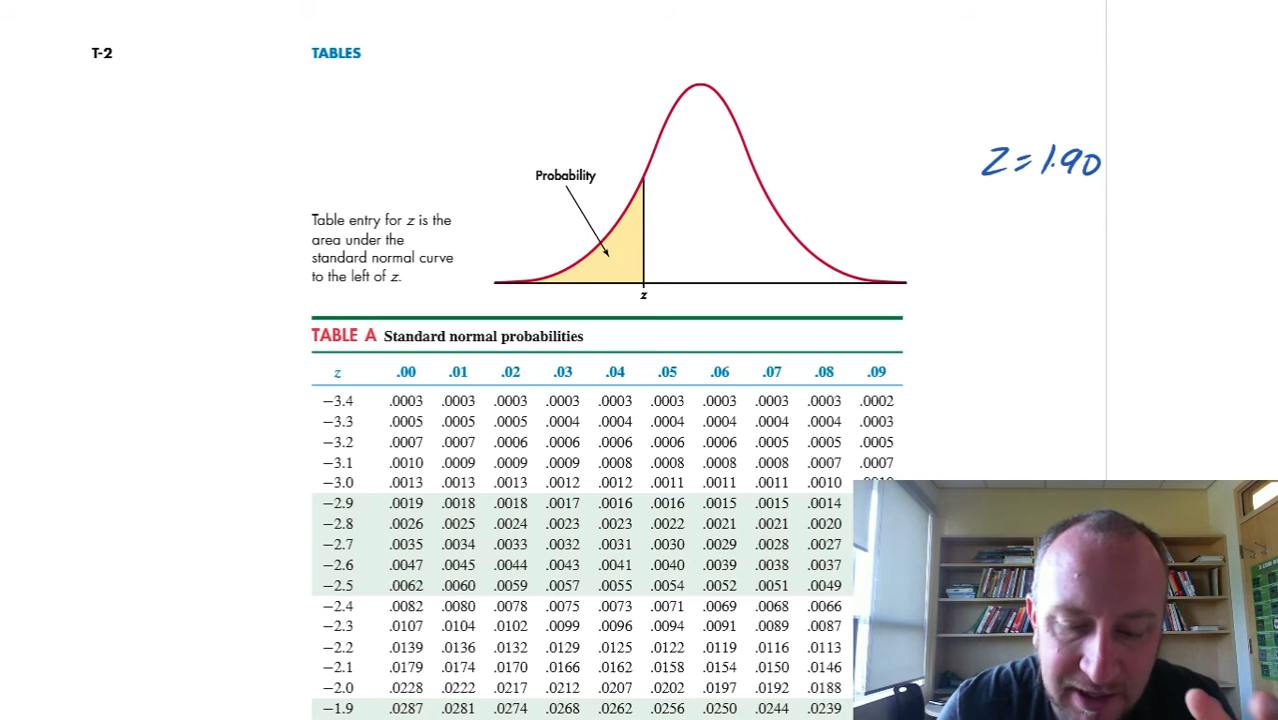 T-2
TABLES
Z=1.90
Probability
Table entry for z is the
area under the
standard normal curve
to the left of z.
z
TABLE A Standard normal probabilities
z .00 .01 .02 .03 .04 .05 .06 .07 .08 .09
−3.4 .0003 .0003 .0003 .0003 .0003 .0003 .0003 .0003 .0003 .0002
−3.3 .0005 .0005 .0005 .0004 .0004 .0004 .0004 .0004 .0004 .0003
−3.2 .0007 .0007 .0006 .0006 .0006 .0006 .0006 .0005 .0005 .0005
−3.1 .0010 .0009 .0009 .0009 .0008 .0008 .0008 .0008 .0007 .0007
−3.0 .0013 .0013 .0013 .0012 .0012 .0011 .0011 .0011 .0010
−2.9 .0019 .0018 .0018 .0017 .0016 .0016 .0015 .0015 .0014
−2.8 .0026 .0025 .0024 .0023 .0023 .0022 .0021 .0021 .0020
−2.7 .0035 .0034 .0033 .0032 .0031 .0030 .0029 .0028 .0027
−2.6 .0047 .0045 .0044 .0043 .0041 .0040 .0039 .0038 .0037
−2.5 .0062 .0060 .0059 .0057 .0055 .0054 .0052 .0051 .0049
−2.4 .0082 .0080 .0078 .0075 .0073 .0071 .0069 .0068 .0066
−2.3 .0107 .0104 .0102 .0099 .0096 .0094 .0091 .0089 .0087
−2.2 .0139 .0136 .0132 .0129 .0125 .0122 .0119 .0116 .0113
−2.1 .0179 .0174 .0170 .0166 .0162 .0158 .0154 .0150 .0146
−2.0 .0228 .0222 .0217 .0212 .0207 .0202 .0197 .0192 .0188
−1.9 .0287 .0281 .0274 .0268 .0262 .0256 .0250 .0244 .0239